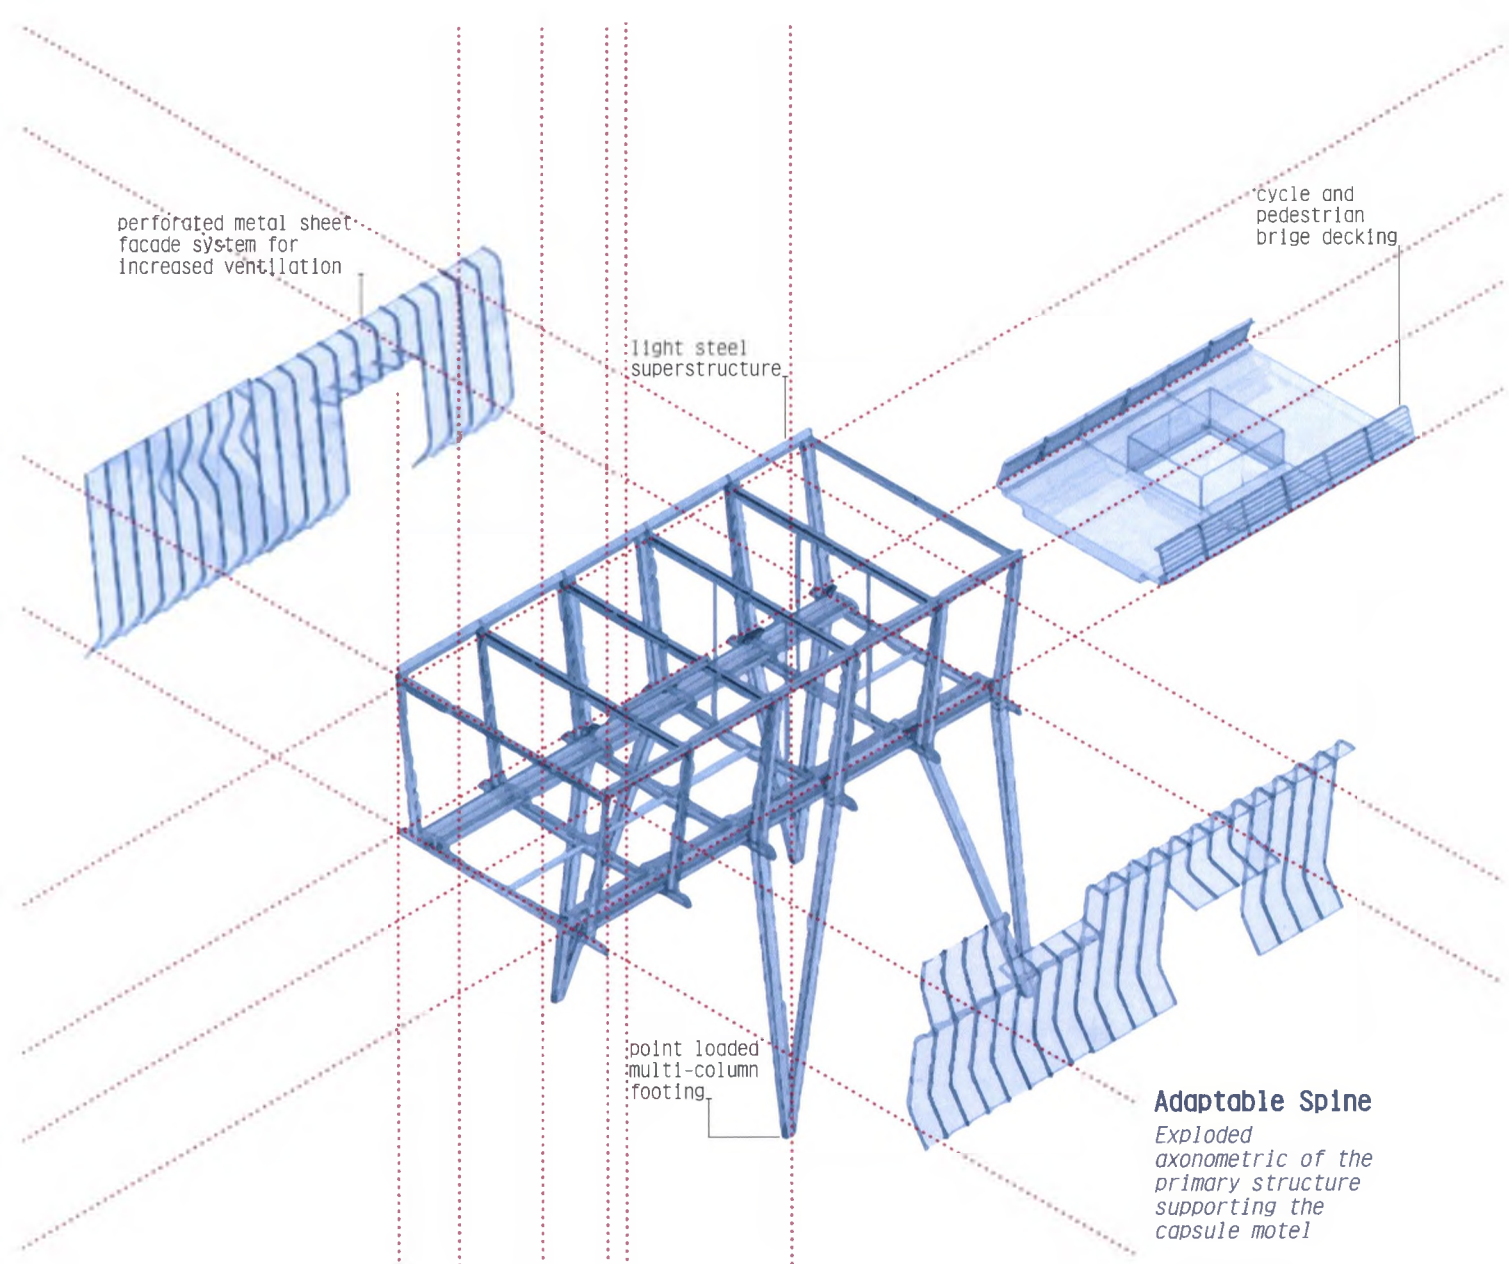 perforated metal sheet
facade system for
increased ventilation
cycle and
pedestrian
brige decking
light steel
superstructure
point loaded
multi-column
footing
Adaptable Spine
Exploded
axonometric of the
primary structure
supporting the
capsule motel